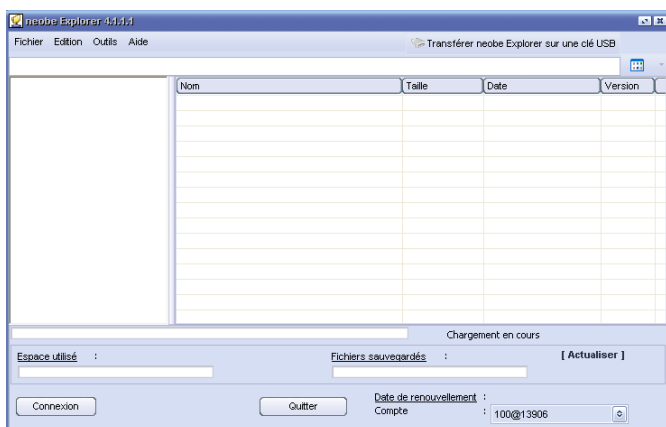 neobe Explorer 4.1.1.1
Fichier Edition Outils Aide Transférer neobe Explorer sur une clé USB
Nom Taille Date Version
Chargement en cours
Espace utilisé : Fichiers sauvegardés : [ Actualiser ]
Connexion Quitter Date de renouvellement :
Compte : 100@13906